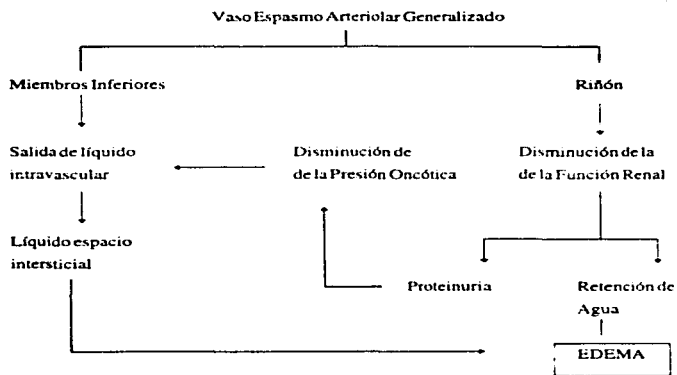 Vaso Espasmo Arteriolar Generalizado
Miembros Inferiores
Riñón
Salida de líquido
intravascular
Disminución de
de la Presión Oncótica
Disminución de la
de la Función Renal
Líquido espacio
intersticial
Proteinuria
Retención de
Agua
EDEMA